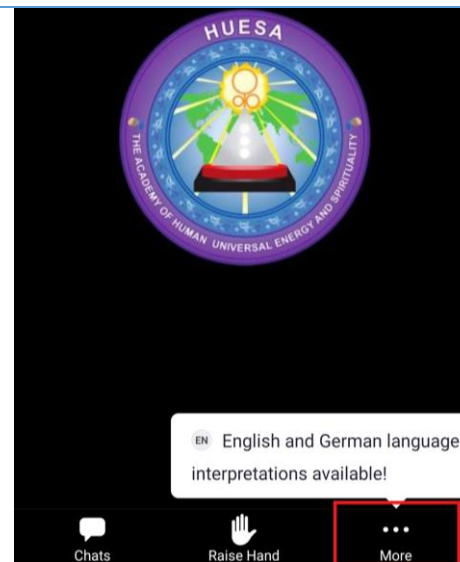 HUESA
THE ACADEMY OF HUMAN UNIVERSAL ENERGY AND SPIRITUALITY
EN English and German language
interpretations available!
Chats Raise Hand More